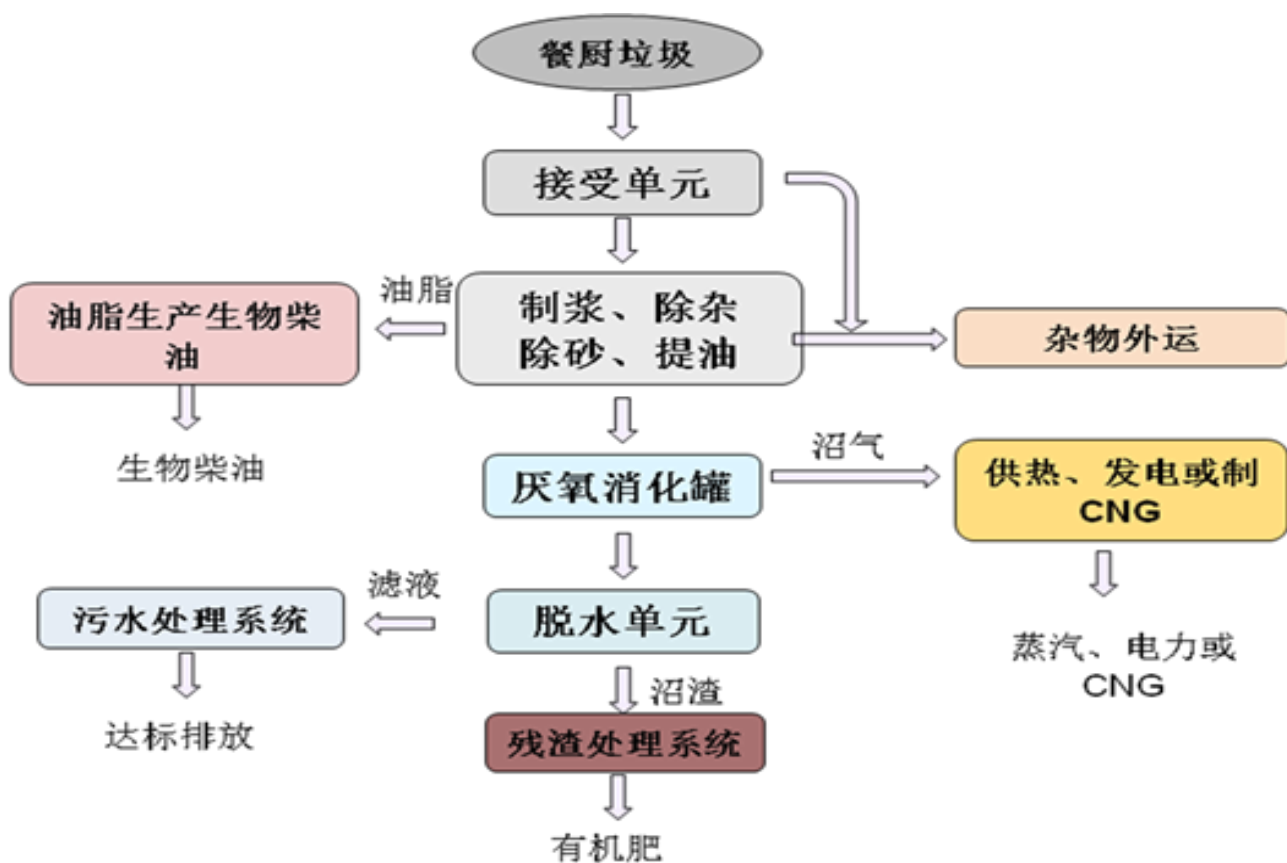 餐厨垃圾
接受单元
油脂
制浆、除杂
除砂、提油
油脂生产生物柴
油
杂物外运
生物柴油
沼气
厌氧消化罐
供热、发电或制
CNG
滤液
污水处理系统
脱水单元
蒸汽、电力或
CNG
沼渣
达标排放
残渣处理系统
有机肥